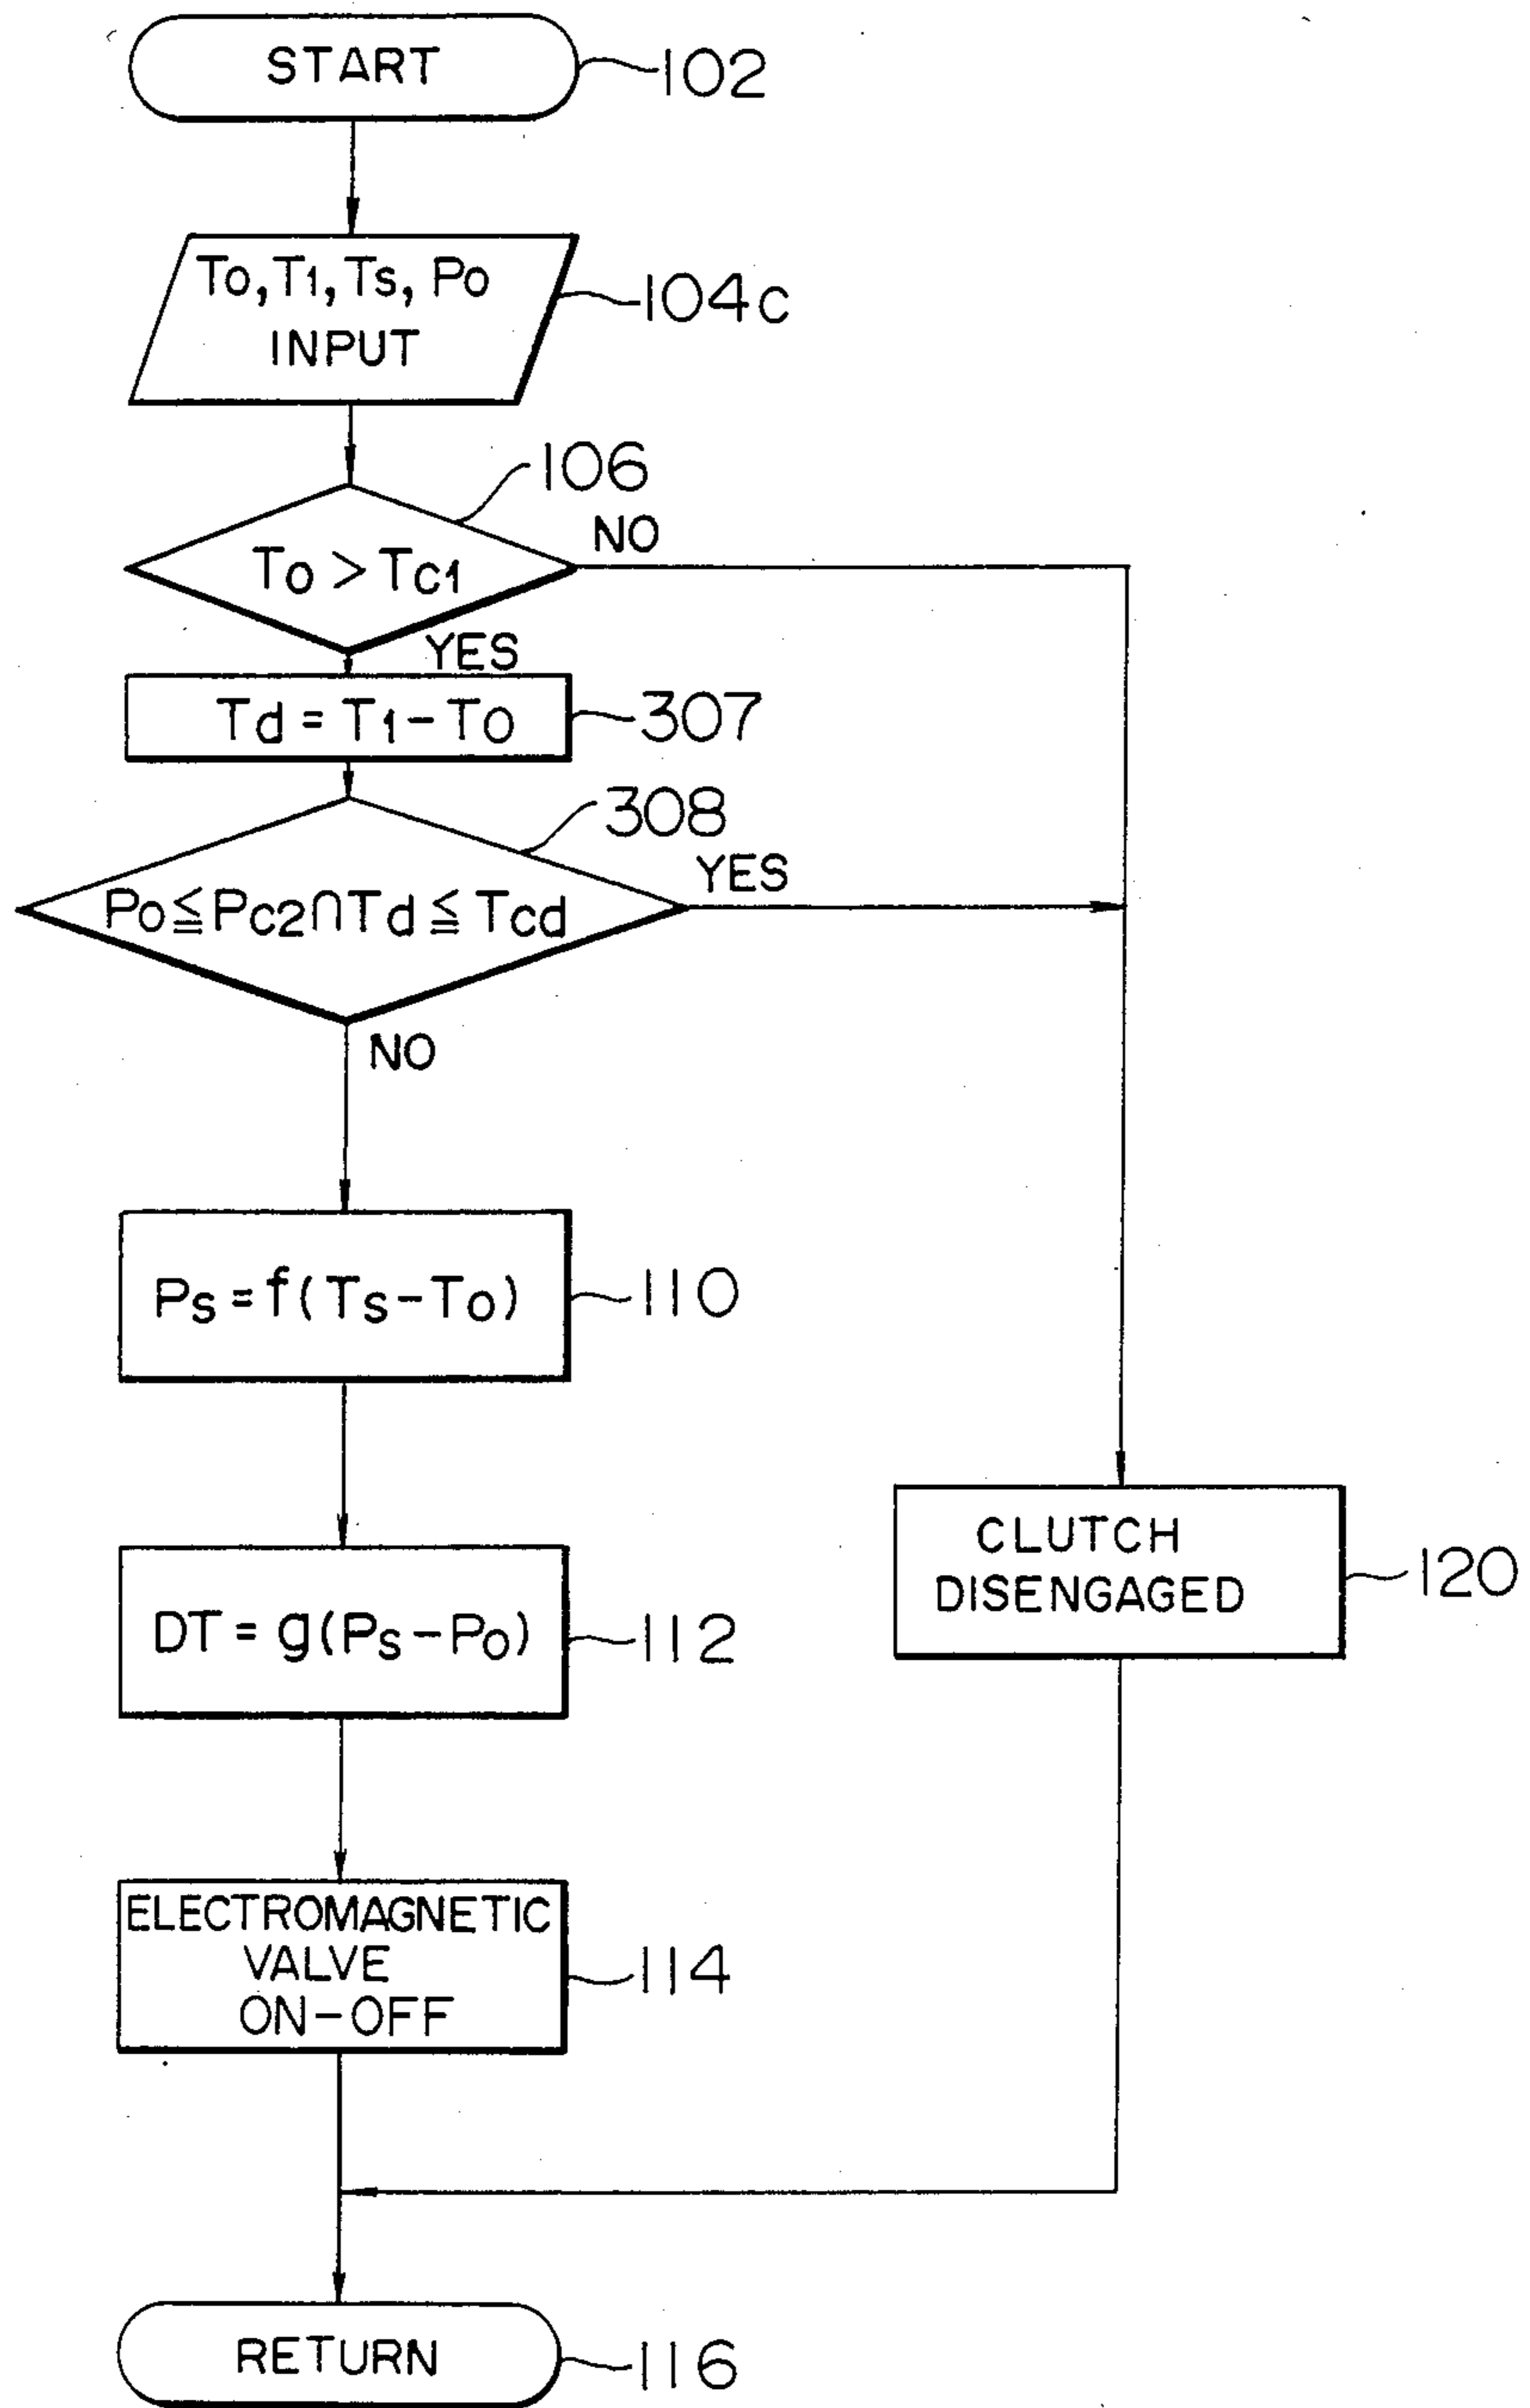 START
102
To, T1, Ts, Po
INPUT
104c
106
To > Tc1
NO
YES
Td = T1 - To
307
308
Po ≦ Pc2 ∩ Td ≦ Tcd
YES
NO
Ps = f(Ts - To)
110
CLUTCH
DISENGAGED
120
DT = g(Ps - Po)
112
ELECTROMAGNETIC
VALVE
ON-OFF
114
RETURN
116